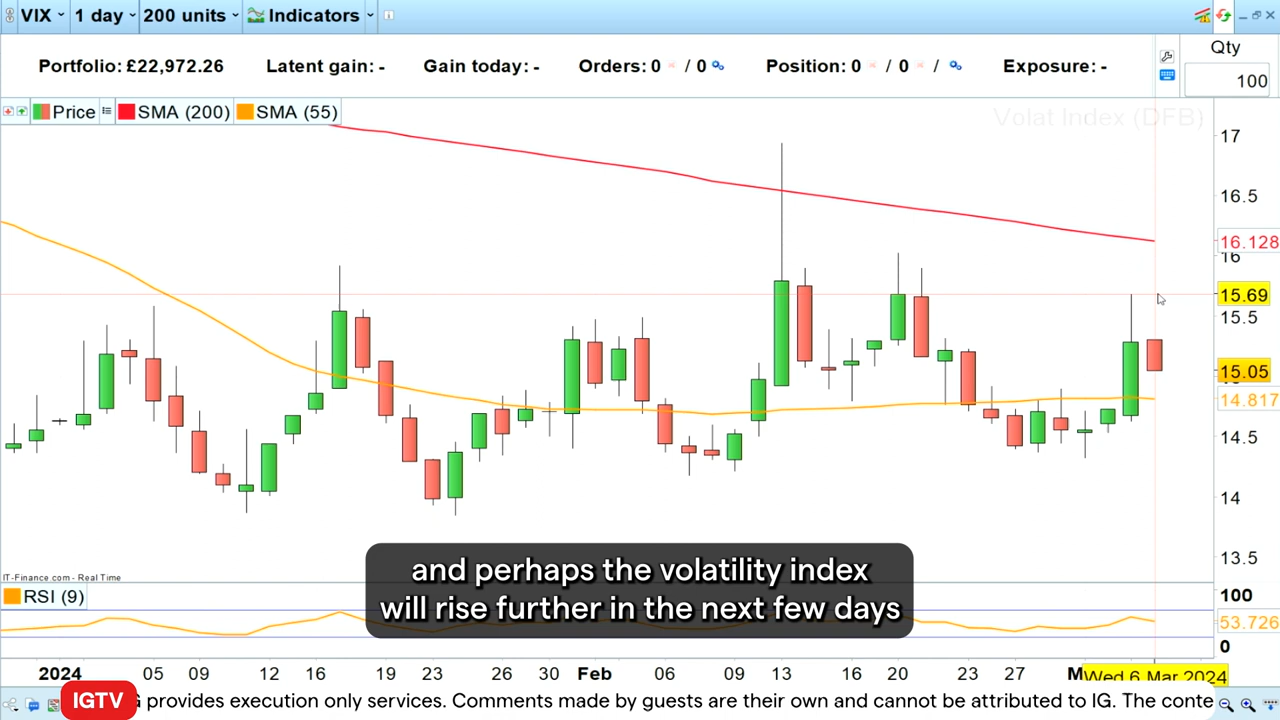 VIX 1 day 200 units Indicators
Portfolio: £22,972.26 Latent gain: - Gain today: - Orders: 0 / 0 Position: 0 / 0 / Exposure: -
Qty
100
Price SMA (200) SMA (55)
Volat Index (DFB)
17
16.5
16.128
16
15.69
15.5
15.05
14.817
14.5
14
13.5
and perhaps the volatility index
will rise further in the next few days
IT-Finance.com - Real Time
RSI (9)
100
53.726
0
2024 05 09 12 16 19 23 26 30 Feb 06 09 13 16 20 23 27 Wed 6 Mar 2024
IGTV provides execution only services. Comments made by guests are their own and cannot be attributed to IG. The conte